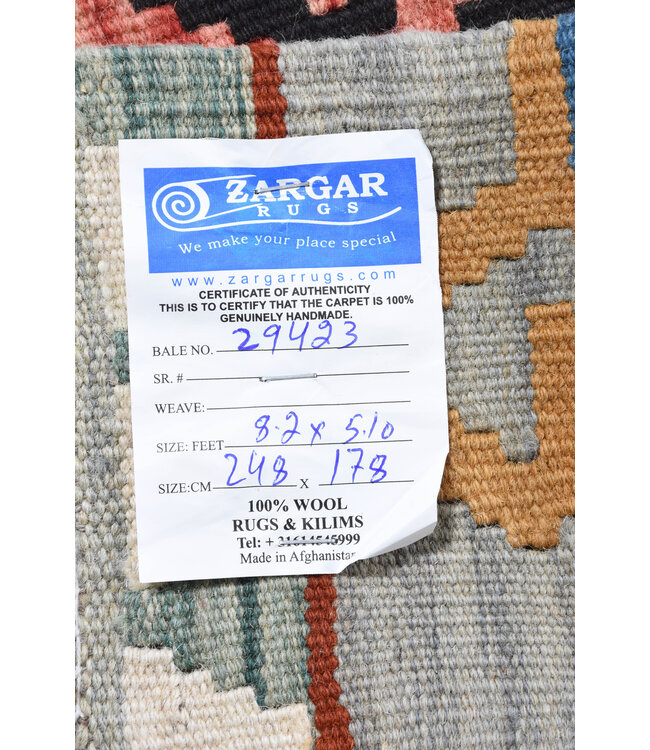 ZARGAR
RUGS
We make your place special
www.zargarrugs.com
CERTIFICATE OF AUTHENTICITY
THIS IS TO CERTIFY THAT THE CARPET IS 100%
GENUINELY HANDMADE.
BALE NO. 29423
SR. #
WEAVE:
SIZE: FEET 8.2 x 5.10
SIZE:CM 248 X 178
100% WOOL
RUGS & KILIMS
Tel: + 31614545999
Made in Afghanistan